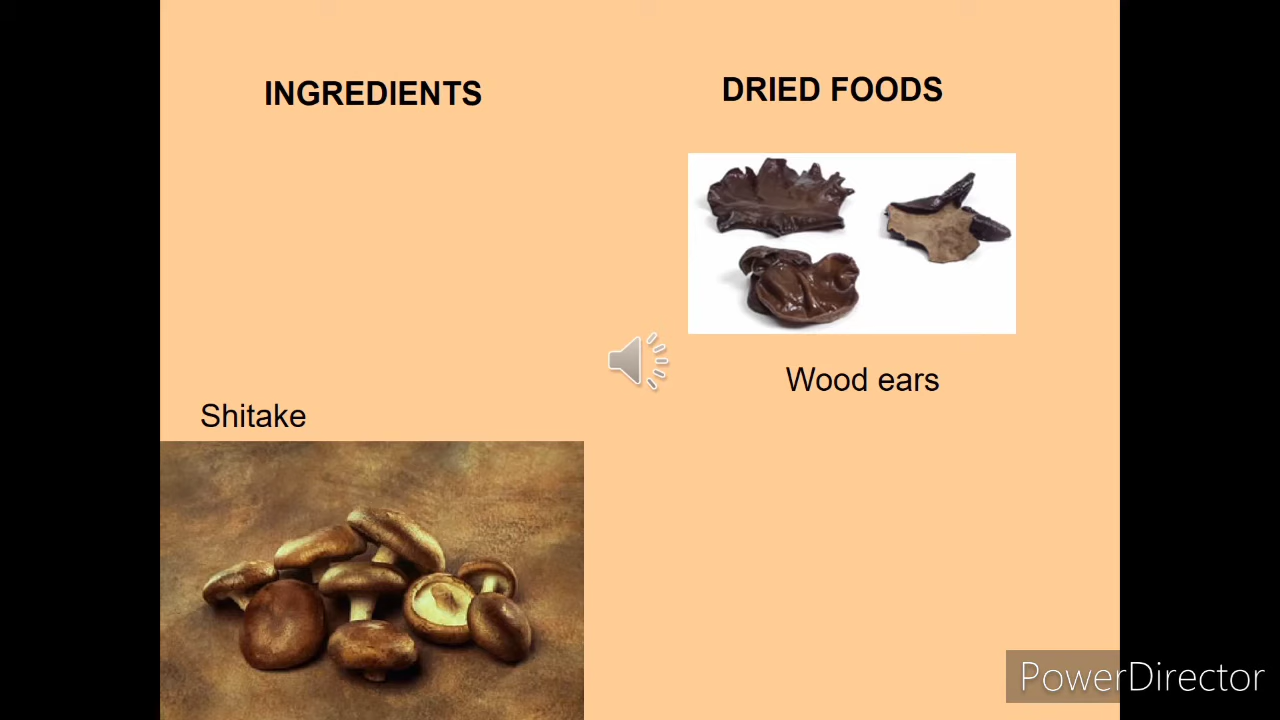 INGREDIENTS
DRIED FOODS
Wood ears
Shitake
PowerDirector